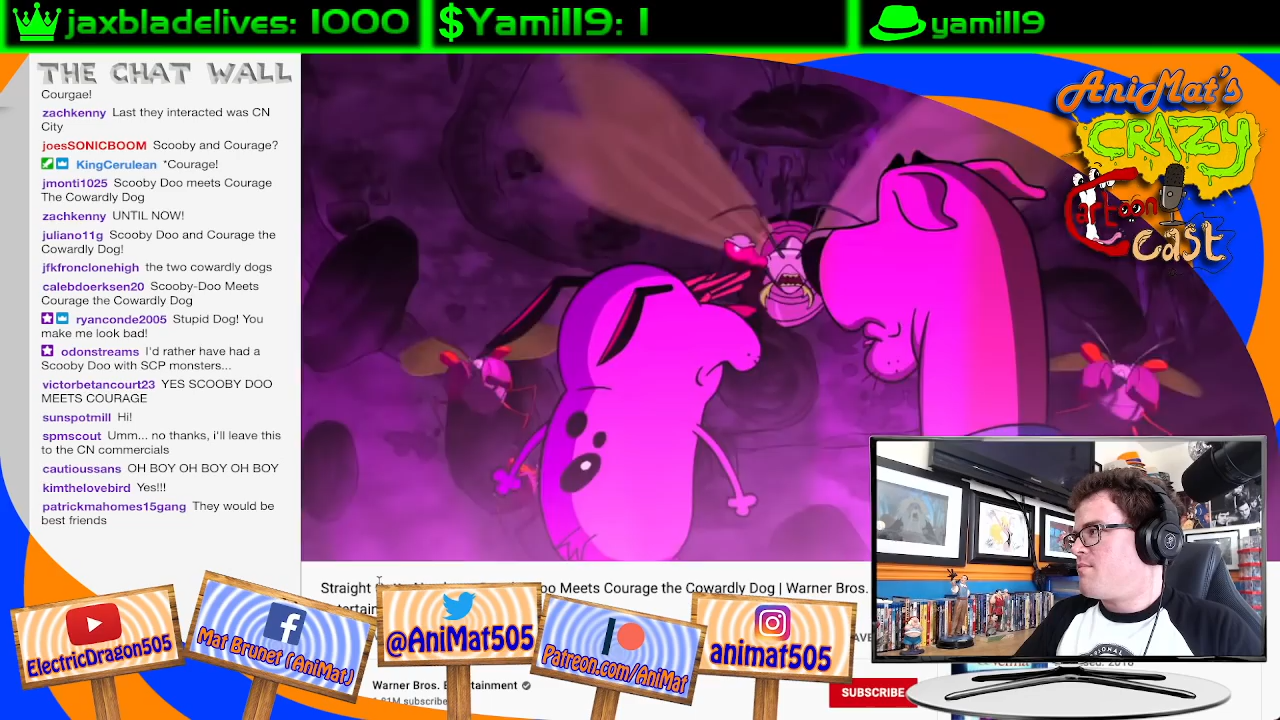 jaxbladelives: 1000
$Yamill9: 1
yamill9
THE CHAT WALL
Courgae!
zachkenny Last they interacted was CN
City
joesSONICBOOM Scooby and Courage?
KingCerulean *Courage!
jmonti1025 Scooby Doo meets Courage
The Cowardly Dog
zachkenny UNTIL NOW!
juliano11g Scooby Doo and Courage the
Cowardly Dog!
jfkfronclonehigh the two cowardly dogs
calebdoerksen20 Scooby-Doo Meets
Courage the Cowardly Dog
ryanconde2005 Stupid Dog! You
make me look bad!
odonstreams I'd rather have had a
Scooby Doo with SCP monsters...
victorbetancourt23 YES SCOOBY DOO
MEETS COURAGE
sunspotmill Hi!
spmscout Umm... no thanks, i'll leave this
to the CN commercials
cautioussans OH BOY OH BOY OH BOY
kimthelovebird Yes!!!
patrickmahomes15gang They would be
best friends
AniMat's
CRAZY
Cartoon
Cast
Straight
oo Meets Courage the Cowardly Dog | Warner Bros.
ElectricDragon505
Mat Brunet (AniMat)
@AniMat505
Patreon.com/AniMat
animat505
Warner Bros.
SUBSCRIBE